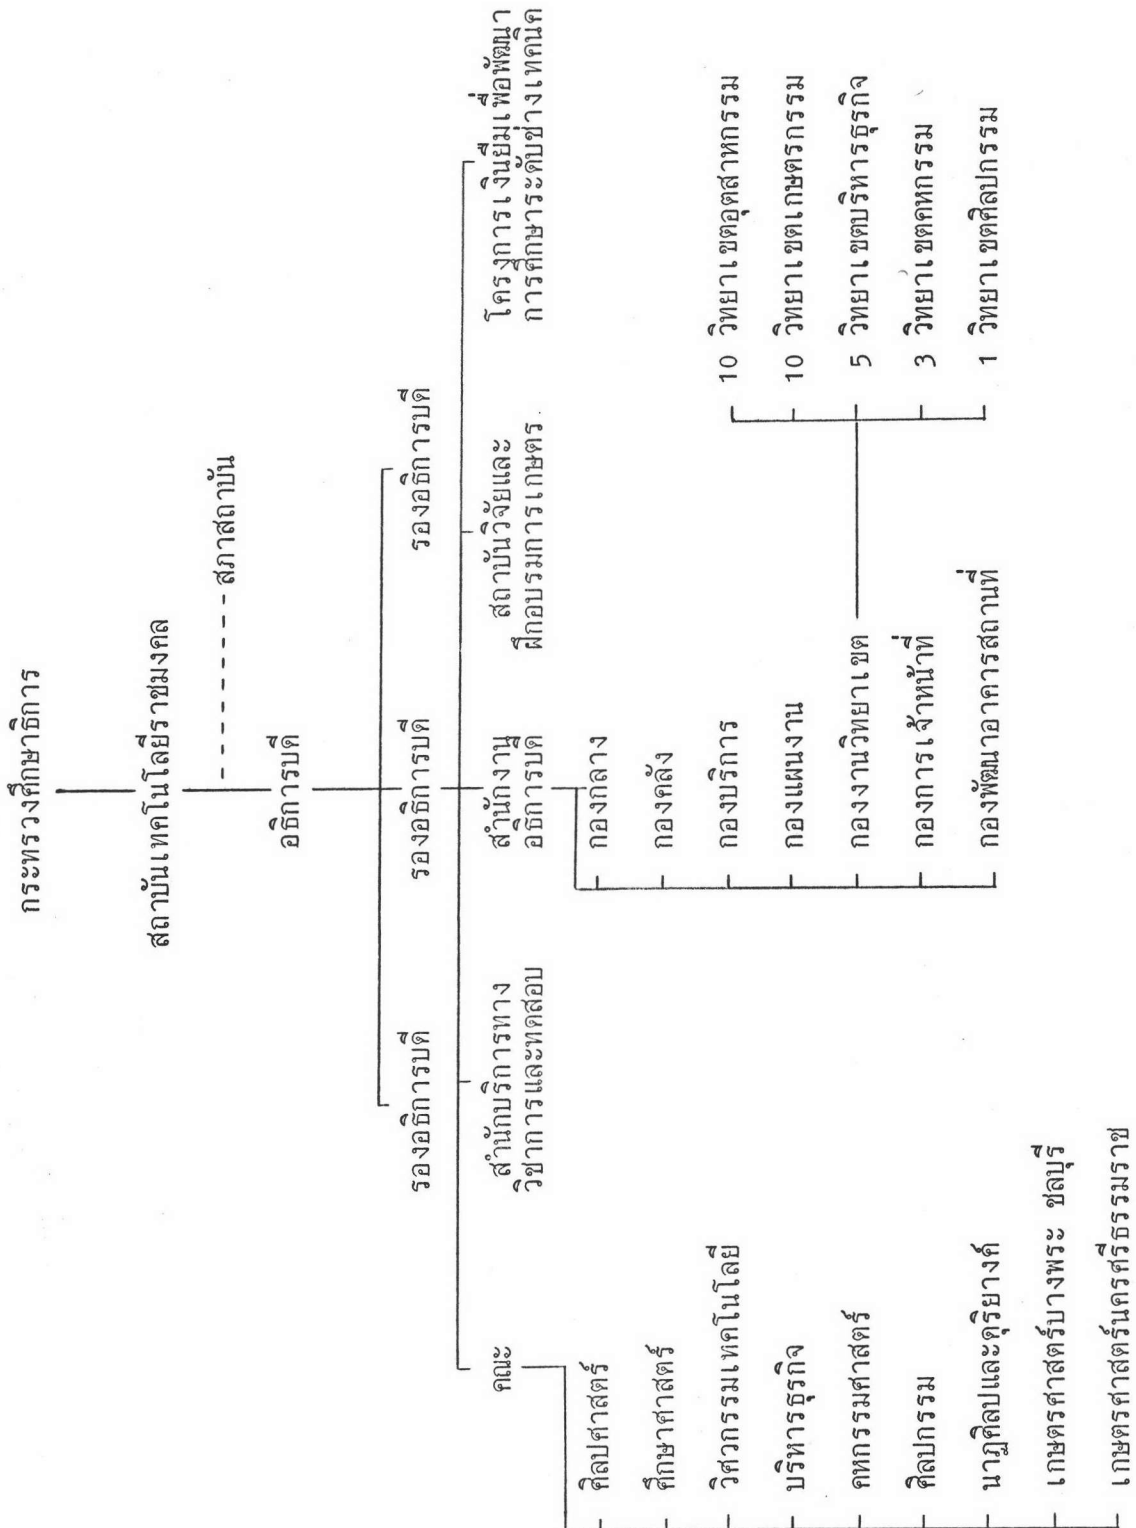 กระทรวงศึกษาธิการ
สถาบันเทคโนโลยีราชมงคล
สภาสถาบัน
อธิการบดี
รองอธิการบดี
รองอธิการบดี
รองอธิการบดี
คณะ
สำนักบริการทาง
วิชาการและทดสอบ
สำนักงาน
อธิการบดี
สถาบันวิจัยและ
ฝึกอบรมการเกษตร
โครงการเงินยืมเพื่อพัฒนา
การศึกษาระดับช่างเทคนิค
ศิลปศาสตร์
ศึกษาศาสตร์
วิศวกรรมเทคโนโลยี
บริหารธุรกิจ
คหกรรมศาสตร์
ศิลปกรรม
นาฏศิลปและดุริยางค์
เกษตรศาสตร์บางพระ ชลบุรี
เกษตรศาสตร์นครศรีธรรมราช
กองกลาง
กองคลัง
กองบริการ
กองแผนงาน
กองงานวิทยาเขต
กองการเจ้าหน้าที่
กองพัฒนาอาคารสถานที่
10 วิทยาเขตอุตสาหกรรม
10 วิทยาเขตเกษตรกรรม
5 วิทยาเขตบริหารธุรกิจ
3 วิทยาเขตคหกรรม
1 วิทยาเขตศิลปกรรม